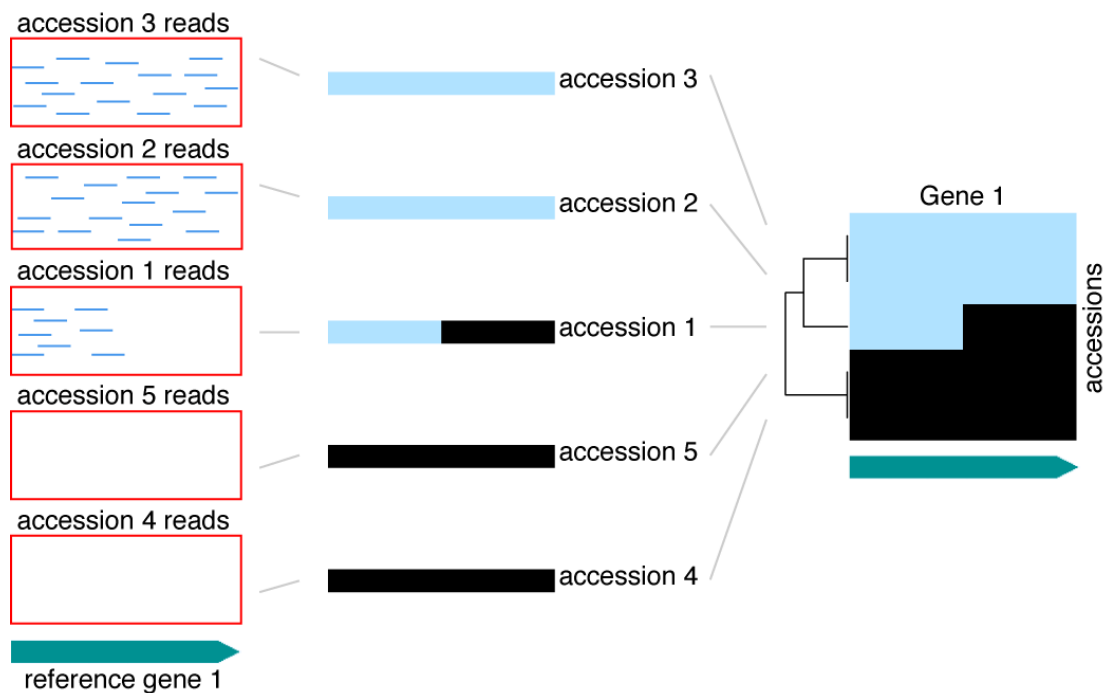 accession 3 reads
accession 2 reads
accession 1 reads
accession 5 reads
accession 4 reads
reference gene 1
accession 3
accession 2
accession 1
accession 5
accession 4
Gene 1
accessions